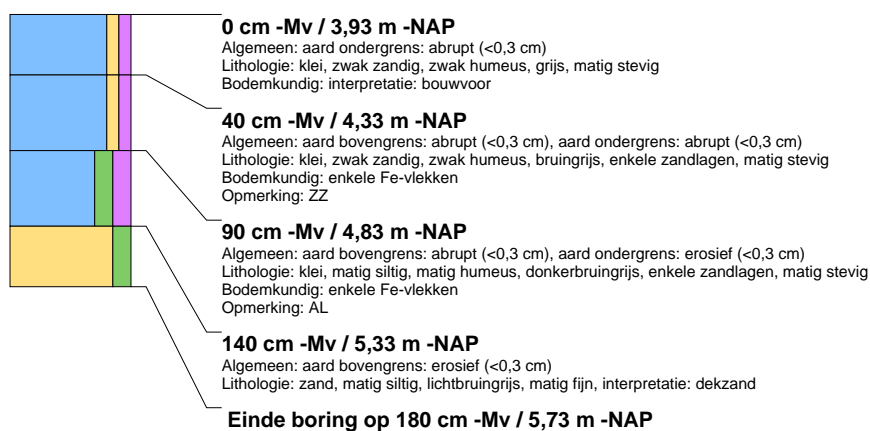 0 cm -Mv / 3,93 m -NAP
Algemeen: aard ondergrens: abrupt (<0,3 cm)
Lithologie: klei, zwak zandig, zwak humeus, grijs, matig stevig
Bodemkundig: interpretatie: bouwvoor
40 cm -Mv / 4,33 m -NAP
Algemeen: aard bovengrens: abrupt (<0,3 cm), aard ondergrens: abrupt (<0,3 cm)
Lithologie: klei, zwak zandig, zwak humeus, bruingrijs, enkele zandlagen, matig stevig
Bodemkundig: enkele Fe-vlekken
Opmerking: ZZ
90 cm -Mv / 4,83 m -NAP
Algemeen: aard bovengrens: abrupt (<0,3 cm), aard ondergrens: erosief (<0,3 cm)
Lithologie: klei, matig siltig, matig humeus, donkerbruingrijs, enkele zandlagen, matig stevig
Bodemkundig: enkele Fe-vlekken
Opmerking: AL
140 cm -Mv / 5,33 m -NAP
Algemeen: aard bovengrens: erosief (<0,3 cm)
Lithologie: zand, matig siltig, lichtbruingrijs, matig fijn, interpretatie: dekzand
Einde boring op 180 cm -Mv / 5,73 m -NAP